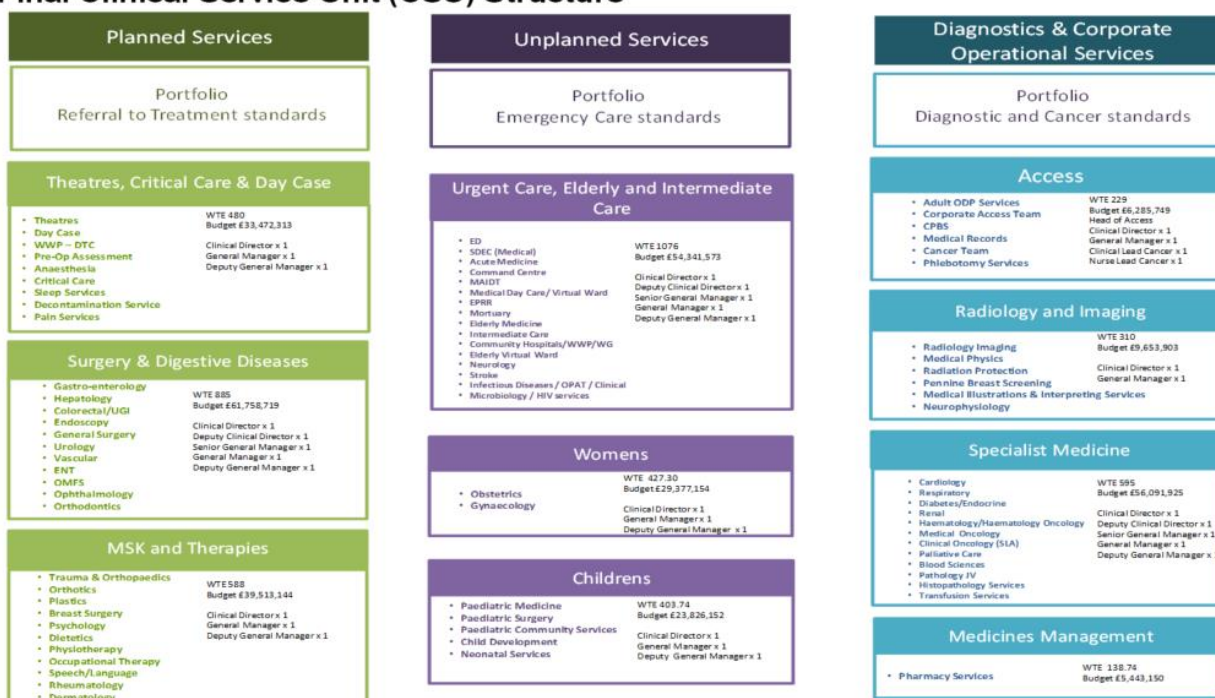 Final Clinical Service Unit (CSU) Structure
Planned Services
Portfolio
Referral to Treatment standards
Theatres, Critical Care & Day Case
• Theatres
• Day Case
• WWP – DTC
• Pre-Op Assessment
• Anaesthesia
• Critical Care
• Sleep Services
• Decontamination Service
• Pain Services
WTE 480
Budget £33,472,313
Clinical Director x 1
General Manager x 1
Deputy General Manager x 1
Surgery & Digestive Diseases
• Gastro-enterology
• Hepatology
• Colorectal/UGI
• Endoscopy
• General Surgery
• Urology
• Vascular
• ENT
• OMFS
• Ophthalmology
• Orthodontics
WTE 885
Budget £61,758,719
Clinical Director x 1
Deputy Clinical Director x 1
Senior General Manager x 1
General Manager x 1
Deputy General Manager x 1
MSK and Therapies
• Trauma & Orthopaedics
• Orthotics
• Plastics
• Breast Surgery
• Psychology
• Dietetics
• Physiotherapy
• Occupational Therapy
• Speech/Language
• Rheumatology
• Dermatology
WTE 588
Budget £39,513,144
Clinical Director x 1
General Manager x 1
Deputy General Manager x 1
Unplanned Services
Portfolio
Emergency Care standards
Urgent Care, Elderly and Intermediate
Care
• ED
• SDEC (Medical)
• Acute Medicine
• Command Centre
• MAIDT
• Medical Day Care/ Virtual Ward
• EPRR
• Mortuary
• Elderly Medicine
• Intermediate Care
• Community Hospitals/WWP/WG
• Elderly Virtual Ward
• Neurology
• Stroke
• Infectious Diseases / OPAT / Clinical
• Microbiology / HIV services
WTE 1076
Budget £54,341,573
Clinical Director x 1
Deputy Clinical Director x 1
Senior General Manager x 1
General Manager x 1
Deputy General Manager x 1
Womens
• Obstetrics
• Gynaecology
WTE 427.30
Budget £29,377,154
Clinical Director x 1
General Manager x 1
Deputy General Manager x 1
Childrens
• Paediatric Medicine
• Paediatric Surgery
• Paediatric Community Services
• Child Development
• Neonatal Services
WTE 403.74
Budget £23,826,152
Clinical Director x 1
General Manager x 1
Deputy General Manager x 1
Diagnostics & Corporate
Operational Services
Portfolio
Diagnostic and Cancer standards
Access
• Adult ODP Services
• Corporate Access Team
• CPBS
• Medical Records
• Cancer Team
• Phlebotomy Services
WTE 229
Budget £6,285,749
Head of Access
Clinical Director x 1
General Manager x 1
Clinical Lead Cancer x 1
Nurse Lead Cancer x 1
Radiology and Imaging
• Radiology Imaging
• Medical Physics
• Radiation Protection
• Pennine Breast Screening
• Medical Illustrations & Interpreting Services
• Neurophysiology
WTE 310
Budget £9,653,903
Clinical Director x 1
General Manager x 1
Specialist Medicine
• Cardiology
• Respiratory
• Diabetes/Endocrine
• Renal
• Haematology/Haematology Oncology
• Medical Oncology
• Clinical Oncology (SLA)
• Palliative Care
• Blood Sciences
• Pathology JV
• Histopathology Services
• Transfusion Services
WTE 595
Budget £56,091,925
Clinical Director x 1
Deputy Clinical Director x 1
Senior General Manager x 1
General Manager x 1
Deputy General Manager x
Medicines Management
• Pharmacy Services
WTE 138.74
Budget £5,443,150